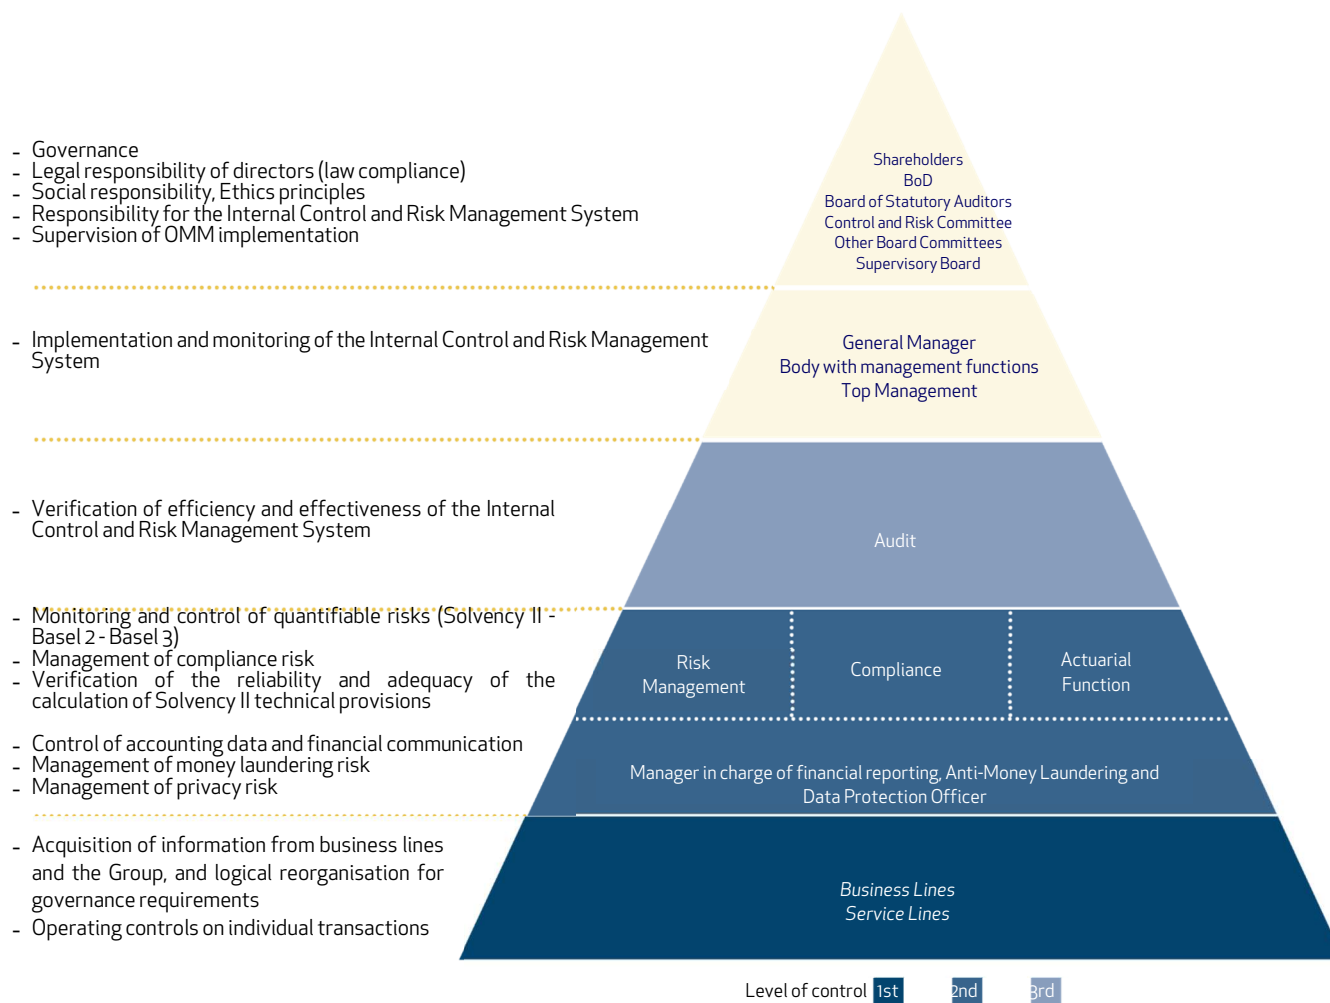 - Governance
- Legal responsibility of directors (law compliance)
- Social responsibility, Ethics principles
- Responsibility for the Internal Control and Risk Management System
- Supervision of OMM implementation
Shareholders
BoD
Board of Statutory Auditors
Control and Risk Committee
Other Board Committees
Supervisory Board
- Implementation and monitoring of the Internal Control and Risk Management
System
General Manager
Body with management functions
Top Management
- Verification of efficiency and effectiveness of the Internal
Control and Risk Management System
Audit
- Monitoring and control of quantifiable risks (Solvency II -
Basel 2 - Basel 3)
- Management of compliance risk
- Verification of the reliability and adequacy of the
calculation of Solvency II technical provisions
Risk
Management
Compliance
Actuarial
Function
- Control of accounting data and financial communication
- Management of money laundering risk
- Management of privacy risk
Manager in charge of financial reporting, Anti-Money Laundering and
Data Protection Officer
- Acquisition of information from business lines
and the Group, and logical reorganisation for
governance requirements
- Operating controls on individual transactions
Business Lines
Service Lines
Level of control 1st 2nd 3rd